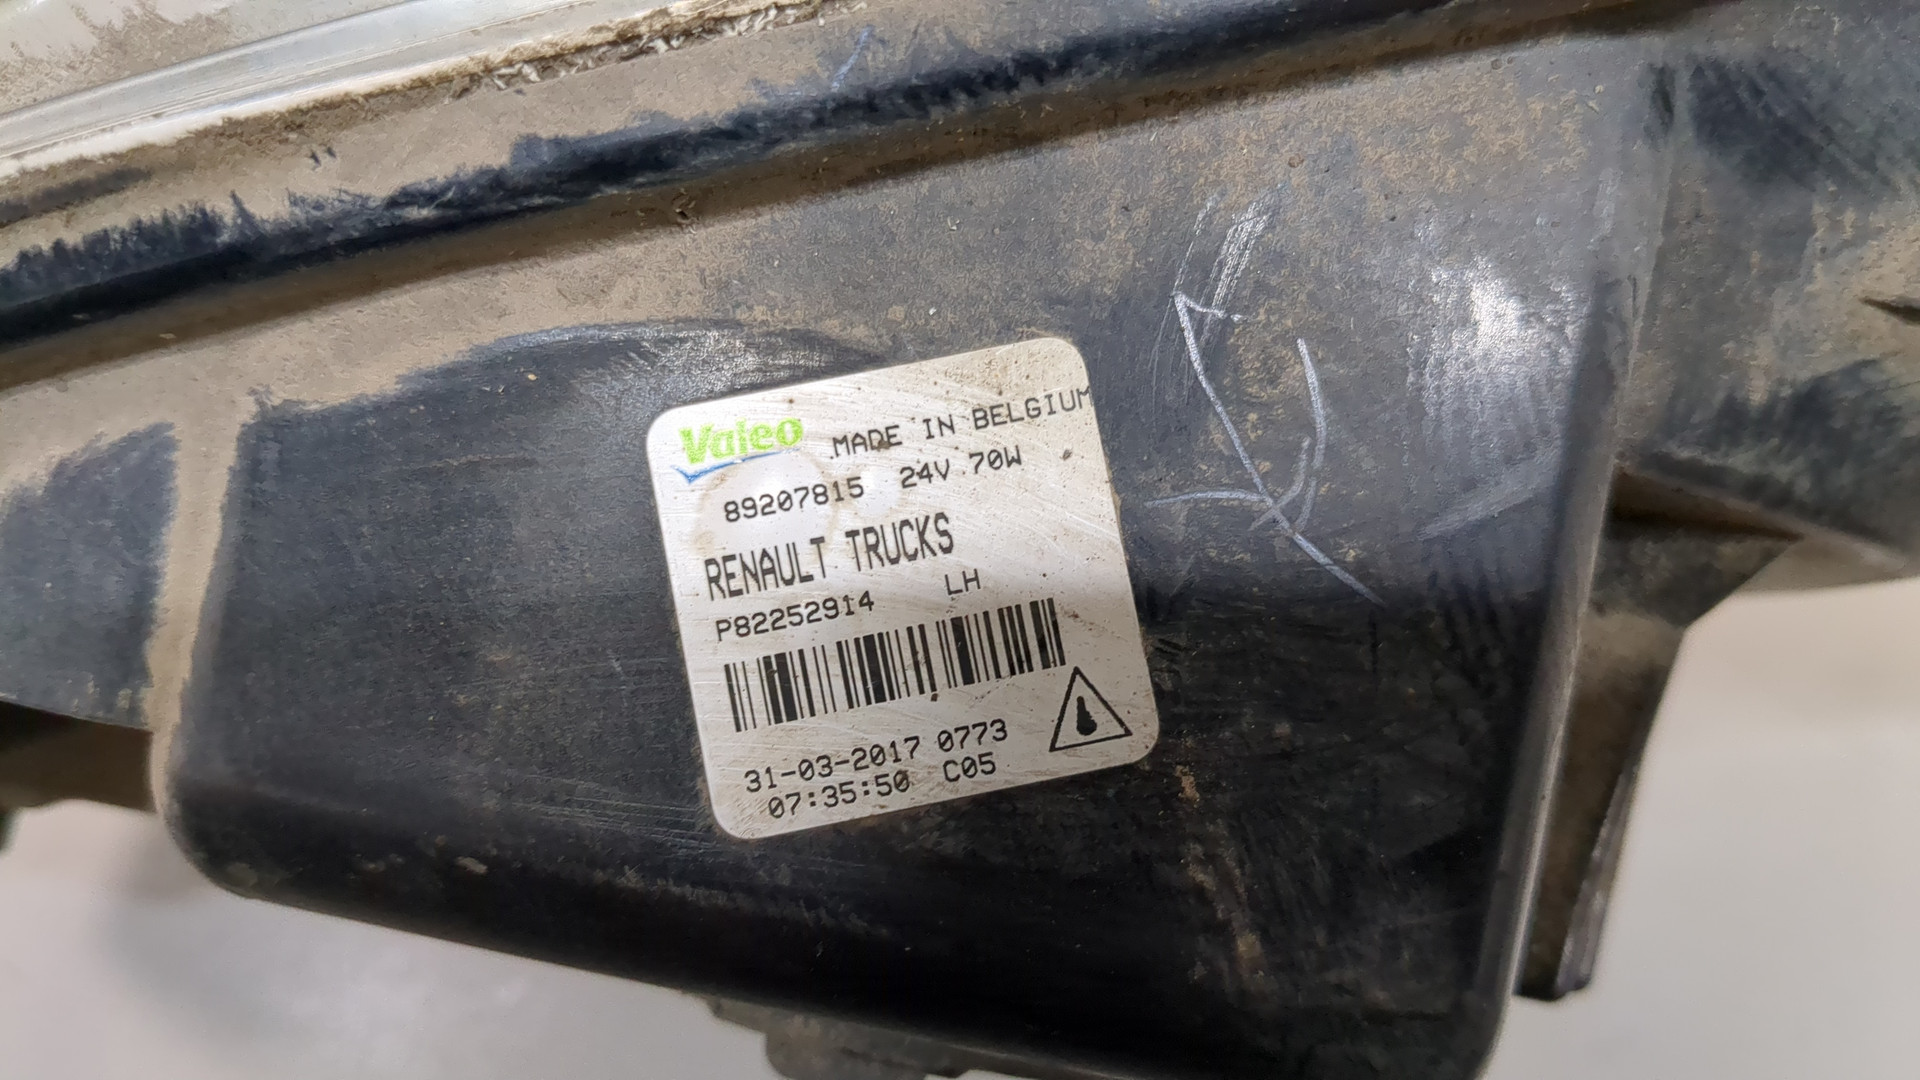 Valeo MADE IN BELGIUM
89207815 24V 70W
RENAULT TRUCKS
P82252914 LH
31-03-2017 0773
07:35:50 C05